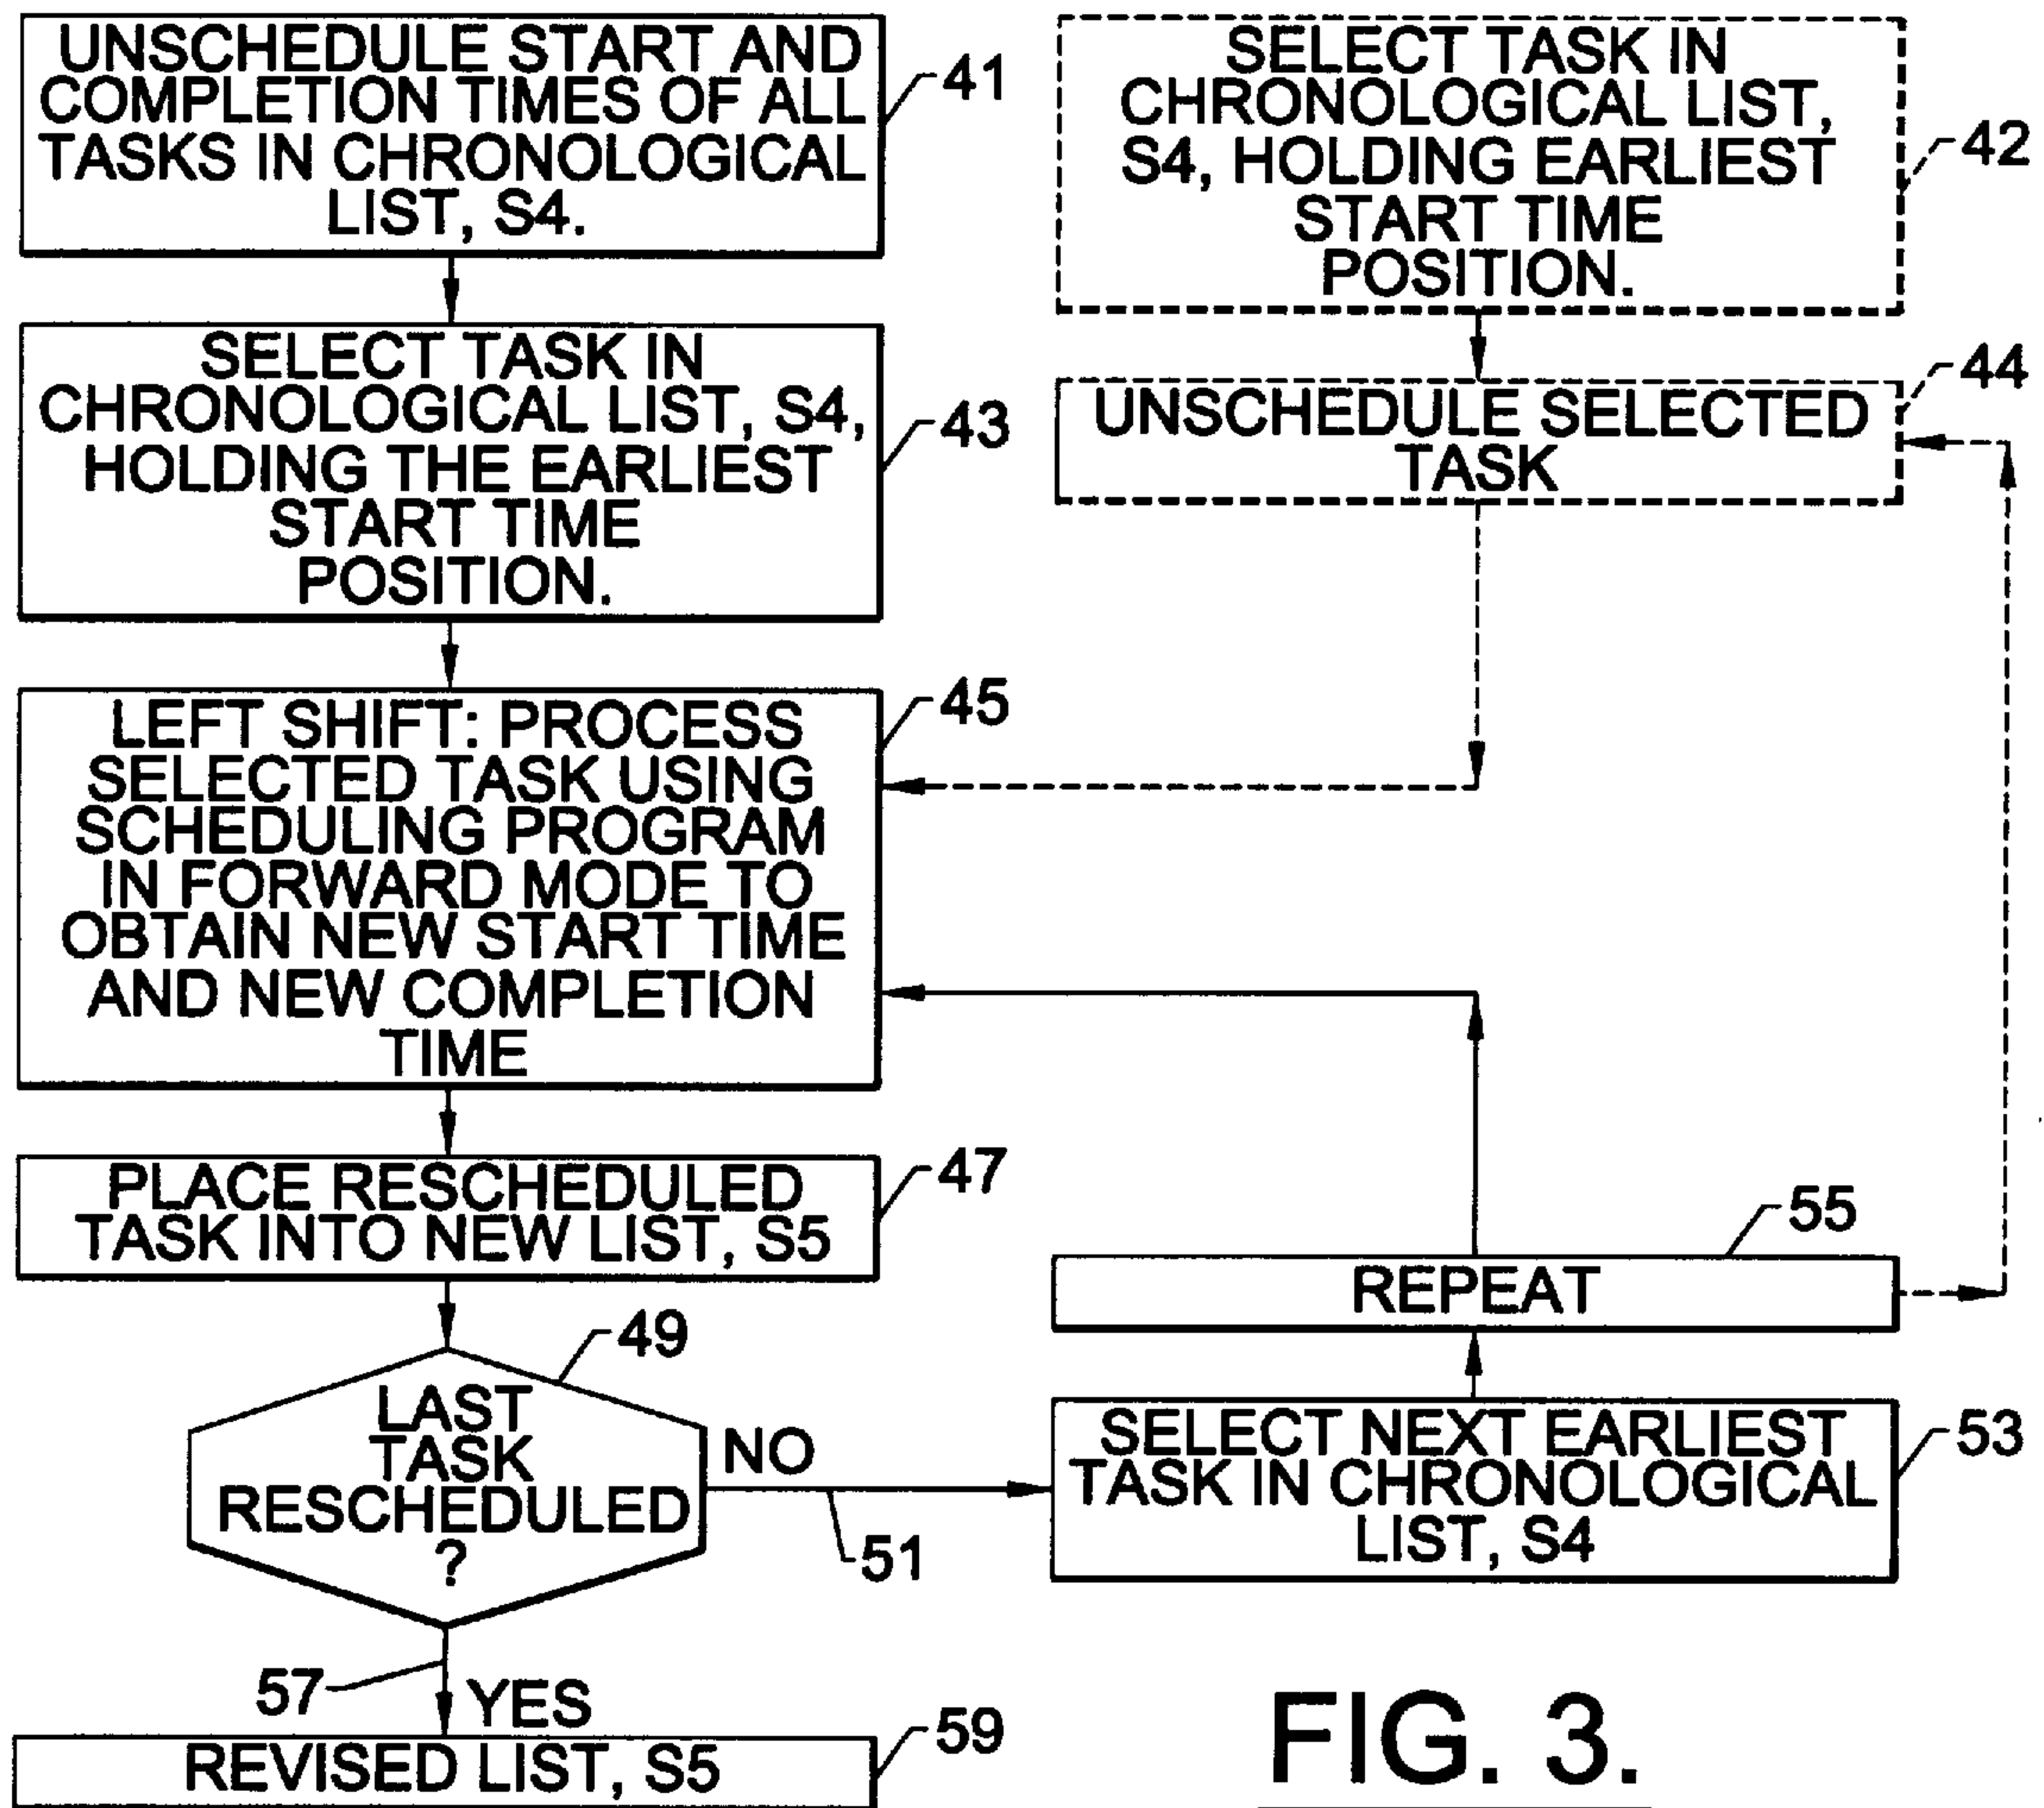 UNSCHEDULE START AND
COMPLETION TIMES OF ALL
TASKS IN CHRONOLOGICAL
LIST, S4.
41
SELECT TASK IN
CHRONOLOGICAL LIST,
S4, HOLDING EARLIEST
START TIME
POSITION.
42
SELECT TASK IN
CHRONOLOGICAL LIST, S4,
HOLDING THE EARLIEST
START TIME
POSITION.
43
UNSCHEDULE SELECTED
TASK
44
LEFT SHIFT: PROCESS
SELECTED TASK USING
SCHEDULING PROGRAM
IN FORWARD MODE TO
OBTAIN NEW START TIME
AND NEW COMPLETION
TIME
45
PLACE RESCHEDULED
TASK INTO NEW LIST, S5
47
55
REPEAT
49
LAST
TASK
RESCHEDULED
?
NO
51
SELECT NEXT EARLIEST
TASK IN CHRONOLOGICAL
LIST, S4
53
57
YES
REVISED LIST, S5
59
FIG. 3.